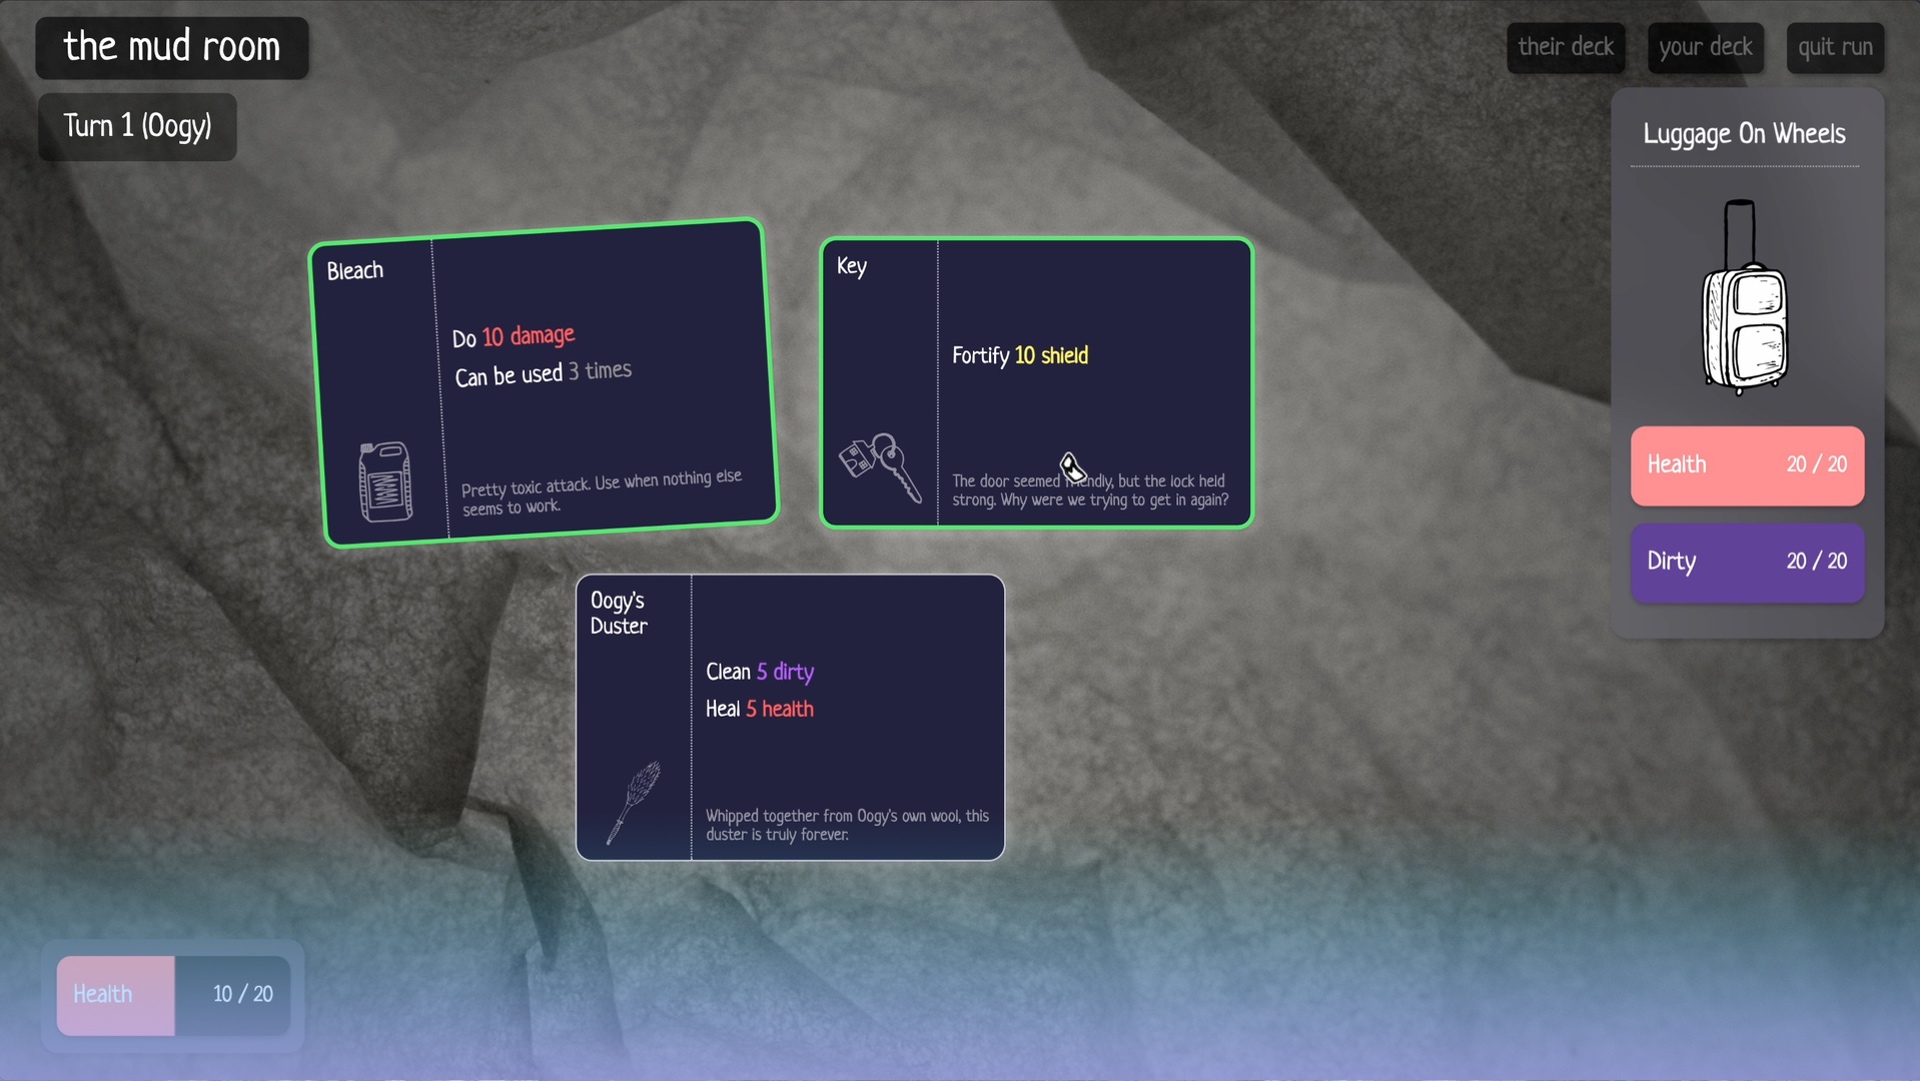 the mud room
their deck
your deck
quit run
Turn 1 (Oogy)
Luggage On Wheels
Bleach
Do 10 damage
Can be used 3 times
Pretty toxic attack. Use when nothing else
seems to work.
Key
Fortify 10 shield
The door seemed friendly, but the lock held
strong. Why were we trying to get in again?
Health 20 / 20
Dirty 20 / 20
Oogy's
Duster
Clean 5 dirty
Heal 5 health
Whipped together from Oogy's own wool, this
duster is truly forever.
Health 10 / 20